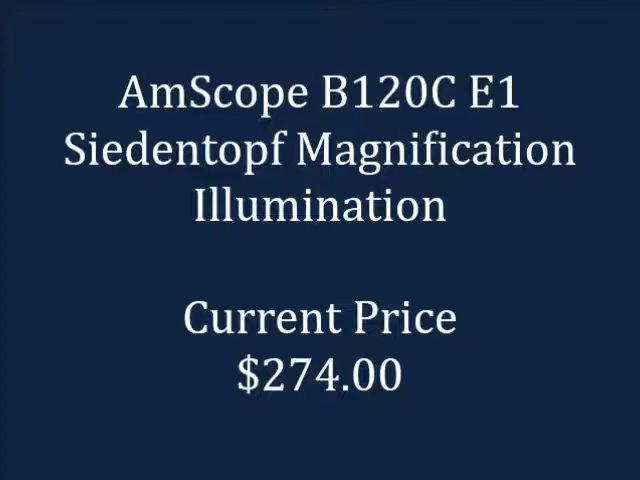 AmScope B120C E1
Siedentopf Magnification
Illumination
Current Price
$274.00